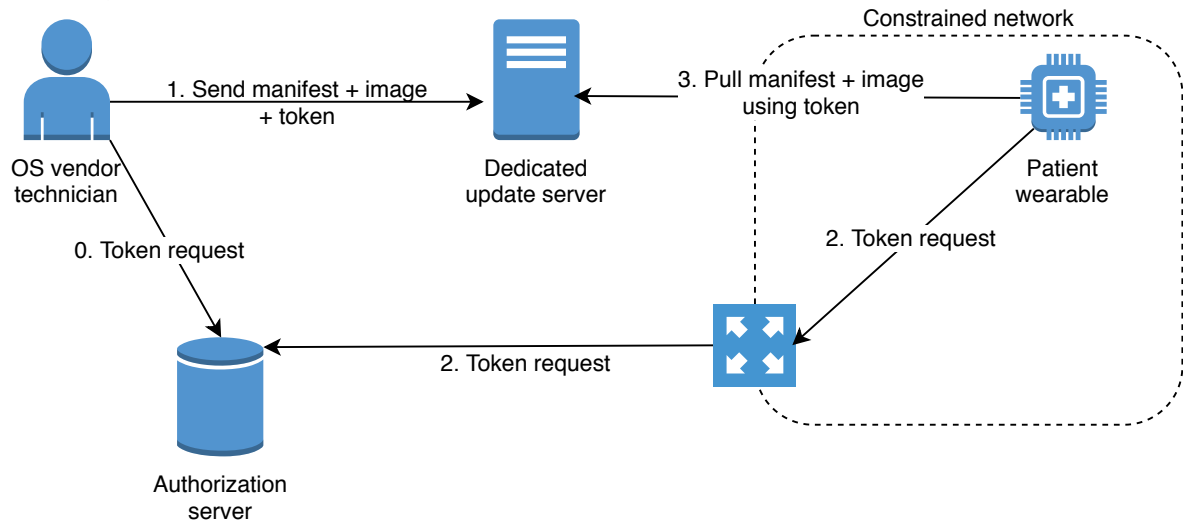 Constrained network
1. Send manifest + image
+ token
3. Pull manifest + image
using token
OS vendor
technician
Dedicated
update server
Patient
wearable
0. Token request
2. Token request
2. Token request
Authorization
server